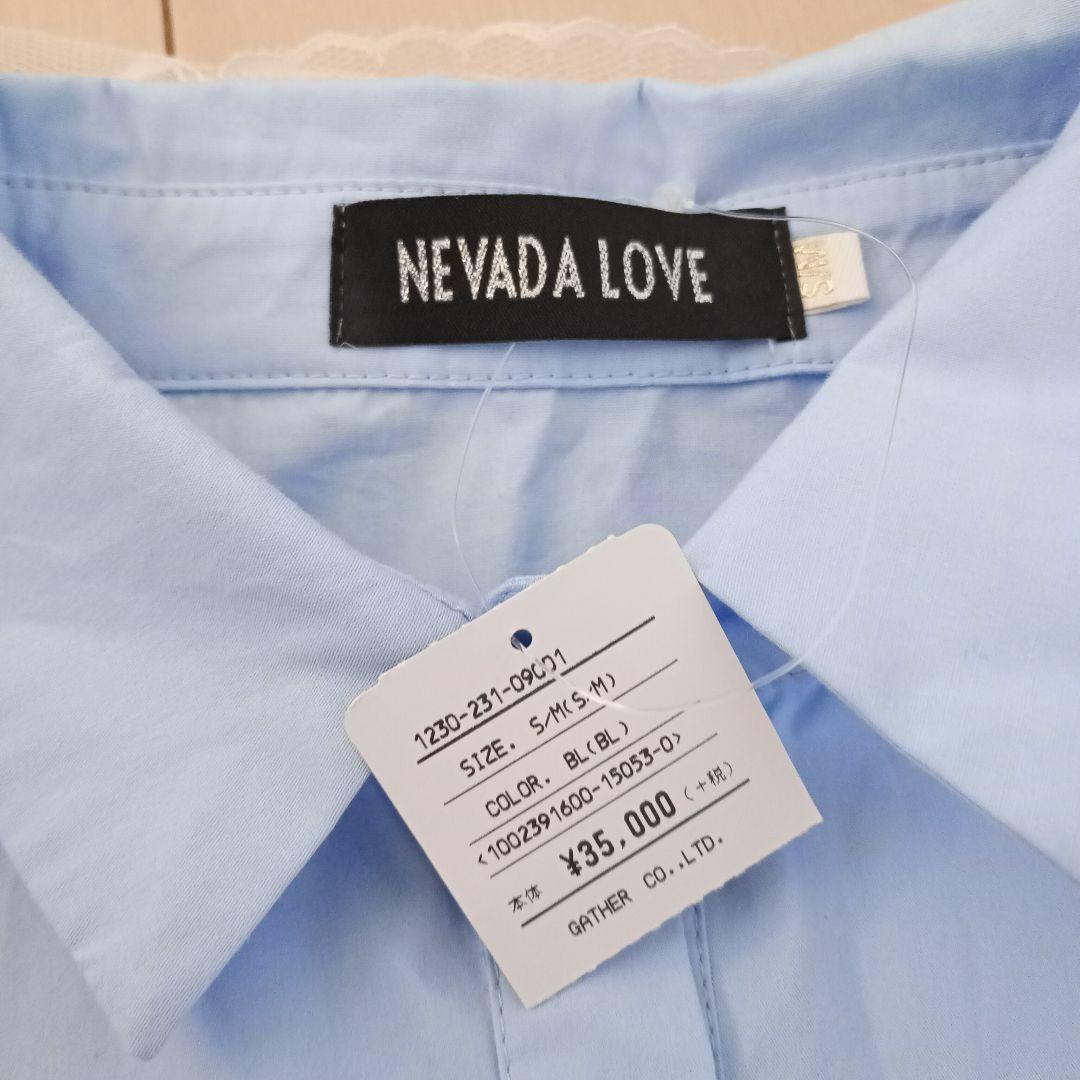 NEVADA LOVE
S/M
1230-231-09001
SIZE. S/M(S/M)
COLOR. BL(BL)
<1002391600-15053-0>
本体 ¥35,000 (+税)
GATHER CO.,LTD.